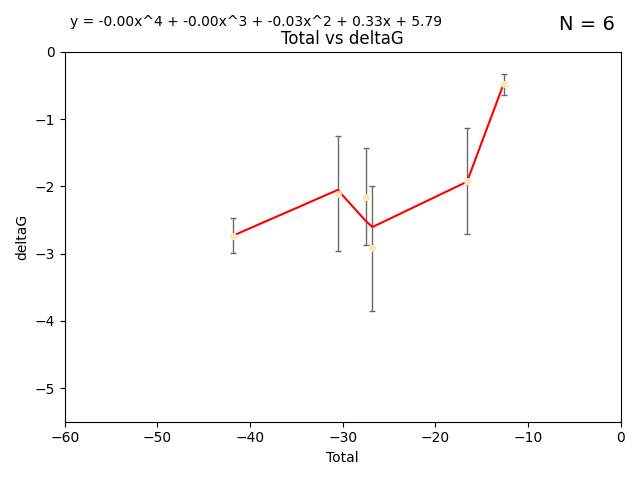 y = -0.00x^4 + -0.00x^3 + -0.03x^2 + 0.33x + 5.79
N = 6
Total vs deltaG
0
−1
−2
−3
−4
−5
deltaG
−60 −50 −40 −30 −20 −10 0
Total